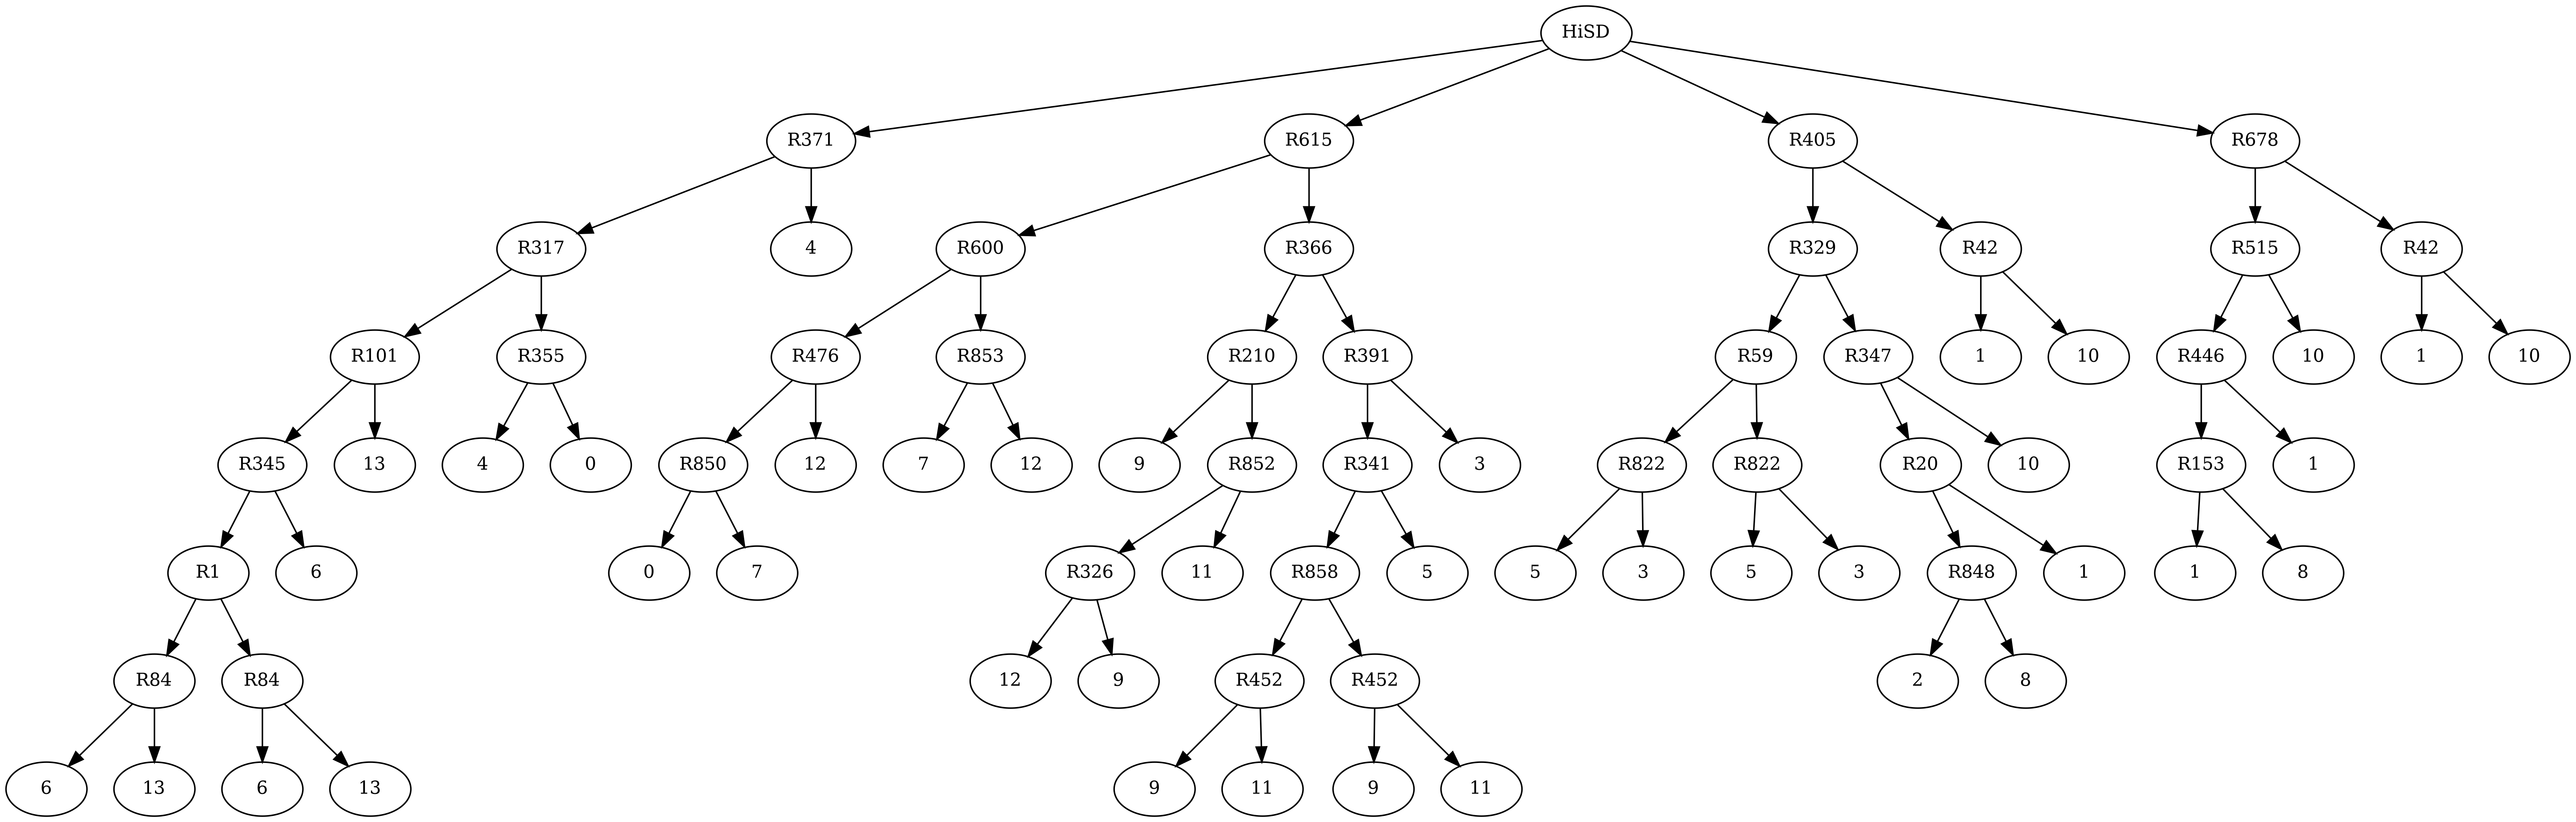 HiSD
R371 R615 R405 R678
R317 4 R600 R366 R329 R42 R515 R42
R101 R355 R476 R853 R210 R391 R59 R347 1 10 R446 10 1 10
R345 13 4 0 R850 12 7 12 9 R852 R341 3 R822 R822 R20 10 R153 1
R1 6 0 7 R326 11 R858 5 5 3 5 3 R848 1 1 8
R84 R84 12 9 R452 R452 2 8
6 13 6 13 9 11 9 11